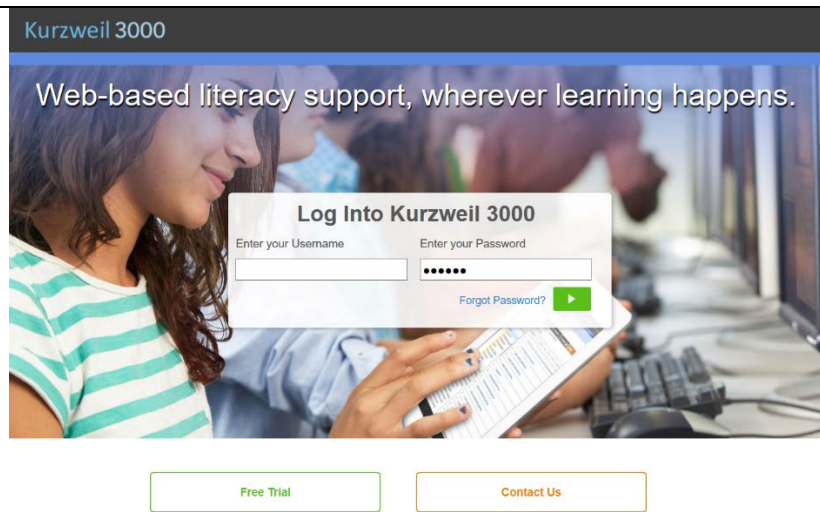 Kurzweil 3000
Web-based literacy support, wherever learning happens.
Log Into Kurzweil 3000
Enter your Username Enter your Password
••••••
Forgot Password?
Free Trial Contact Us